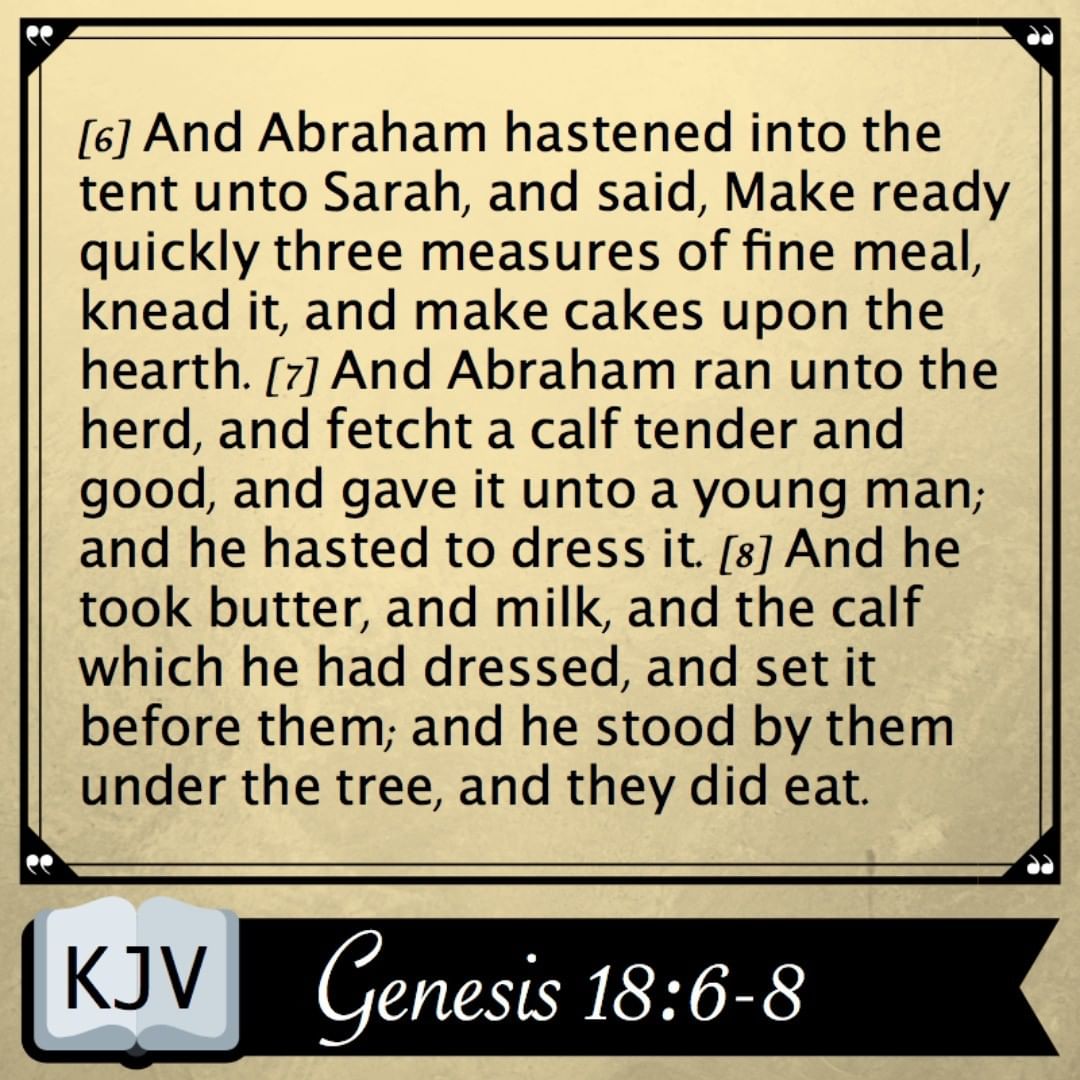 [6] And Abraham hastened into the
tent unto Sarah, and said, Make ready
quickly three measures of fine meal,
knead it, and make cakes upon the
hearth. [7] And Abraham ran unto the
herd, and fetcht a calf tender and
good, and gave it unto a young man;
and he hasted to dress it. [8] And he
took butter, and milk, and the calf
which he had dressed, and set it
before them; and he stood by them
under the tree, and they did eat.
KJV
Genesis 18:6-8